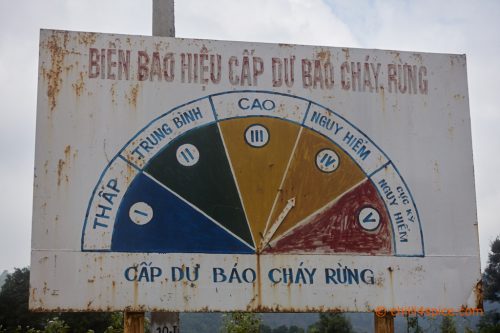 BIỂN BÁO HIỆU CẤP DỰ BÁO CHÁY RỪNG
THẤP
TRUNG BÌNH
CAO
NGUY HIỂM
CỰC KỲ
NGUY HIỂM
I
II
III
IV
V
CẤP DỰ BÁO CHÁY RỪNG